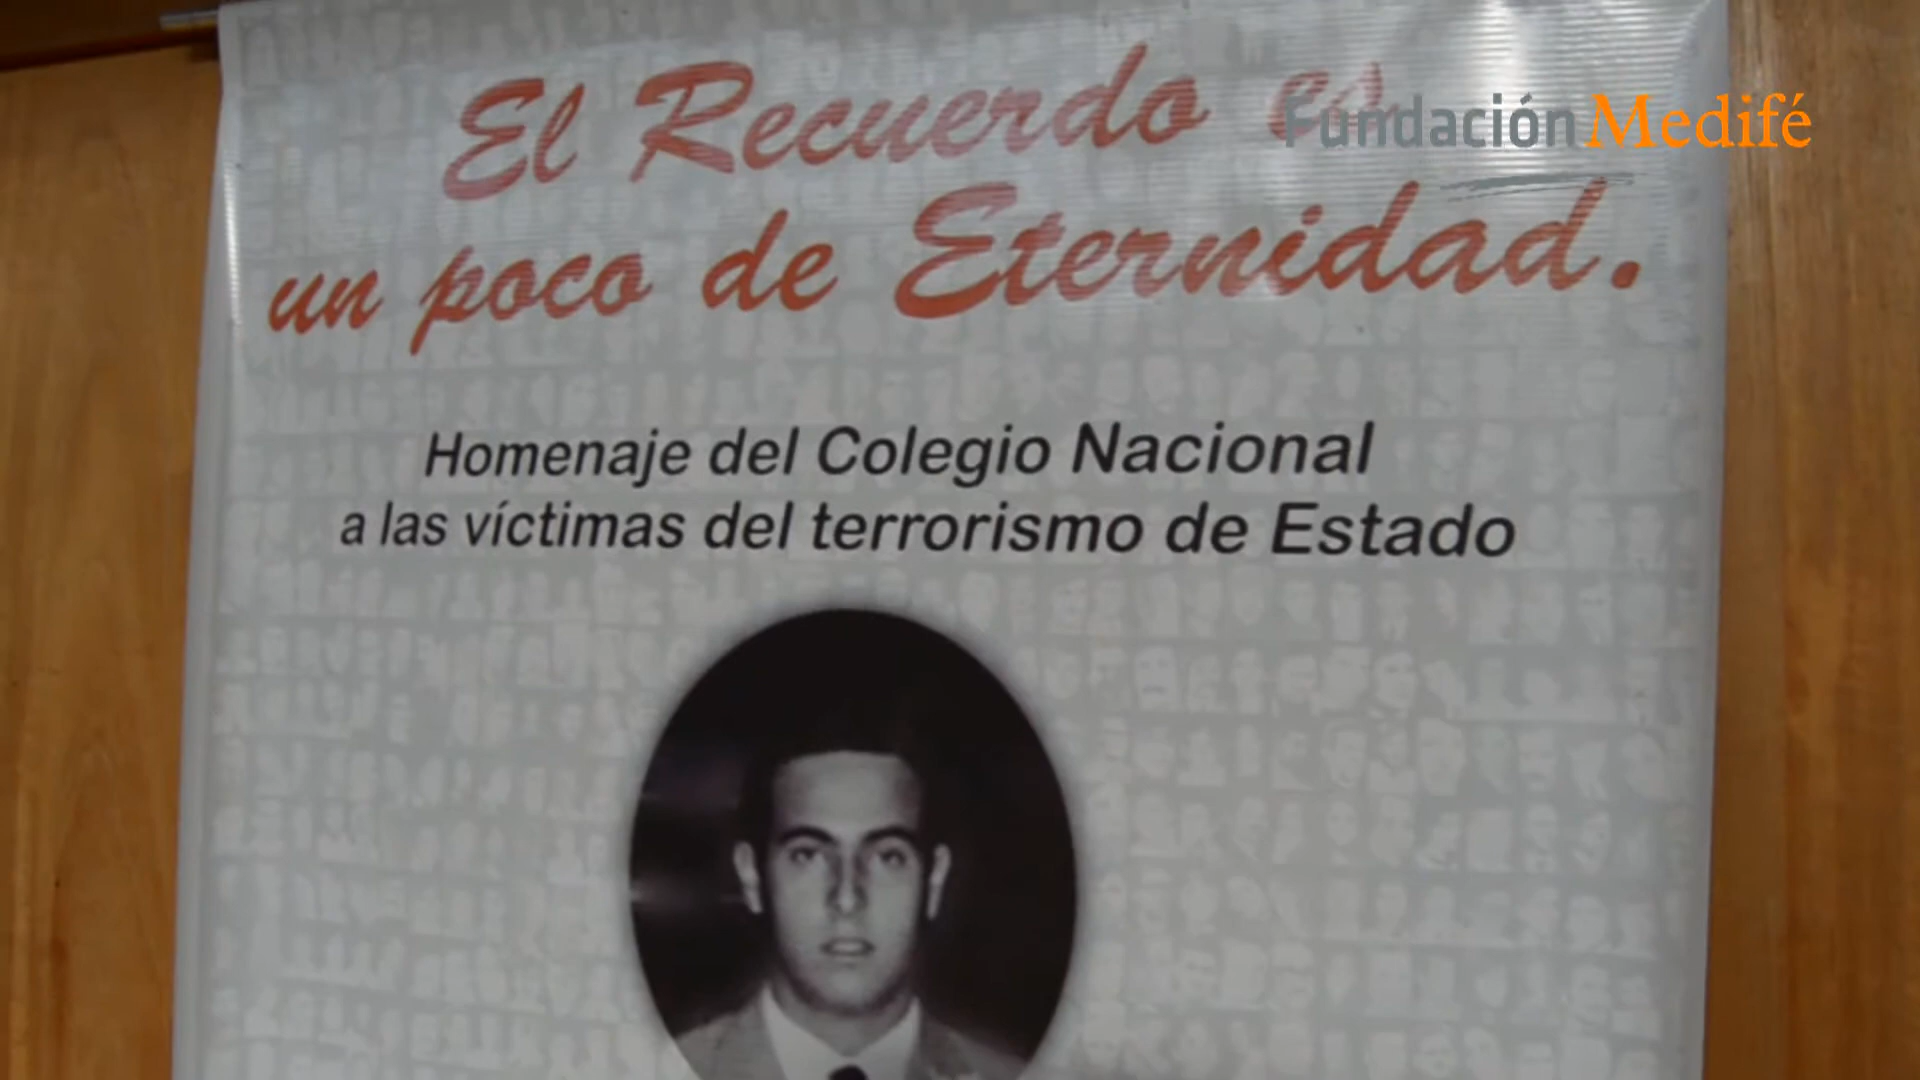 El Recuerdo es
un poco de Eternidad.
Fundación Medifé
Homenaje del Colegio Nacional
a las víctimas del terrorismo de Estado